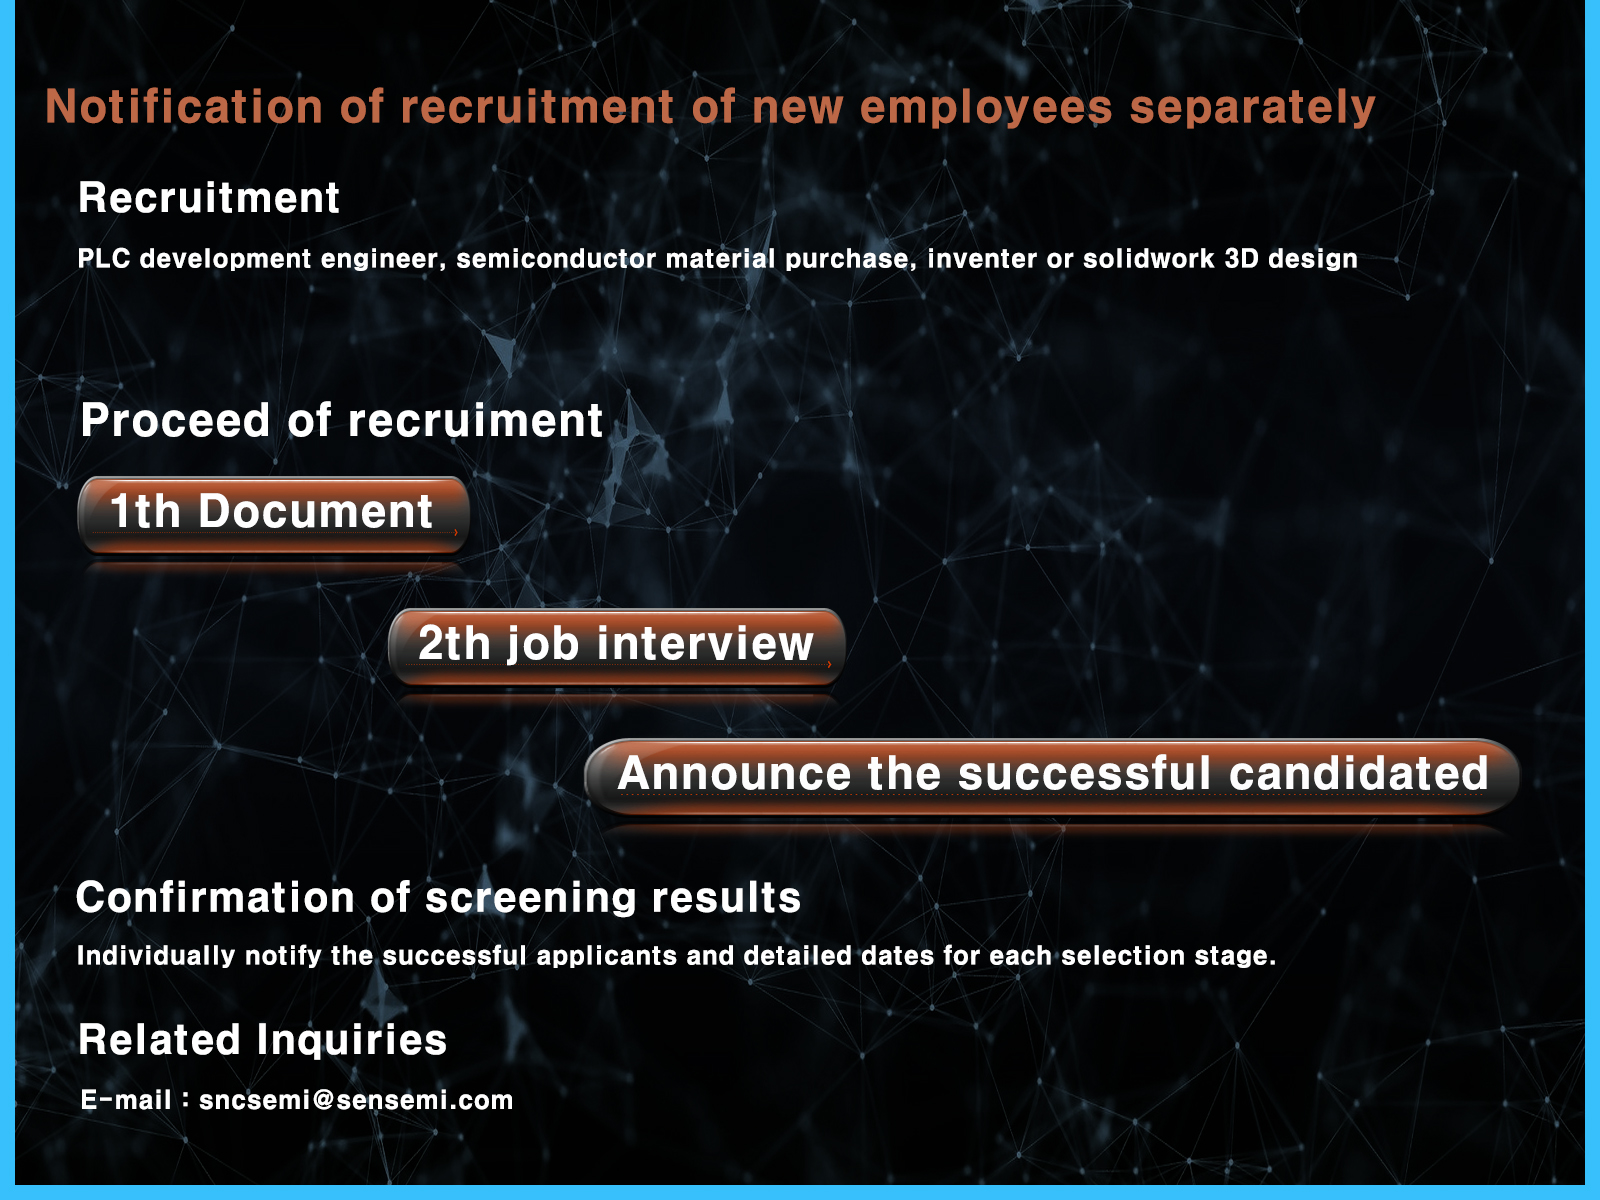 Notification of recruitment of new employees separately
Recruitment
PLC development engineer, semiconductor material purchase, inventer or solidwork 3D design
Proceed of recruiment
1th Document
2th job interview
Announce the successful candidated
Confirmation of screening results
Individually notify the successful applicants and detailed dates for each selection stage.
Related Inquiries
E-mail : sncsemi@sensemi.com